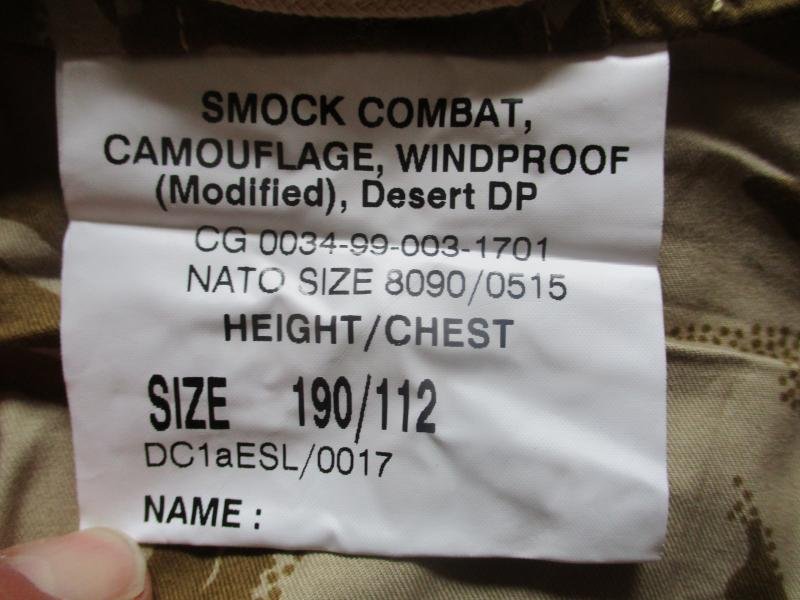 SMOCK COMBAT,
CAMOUFLAGE, WINDPROOF
(Modified), Desert DP
CG 0034-99-003-1701
NATO SIZE 8090/0515
HEIGHT/CHEST
SIZE 190/112
DC1aESL/0017
NAME :